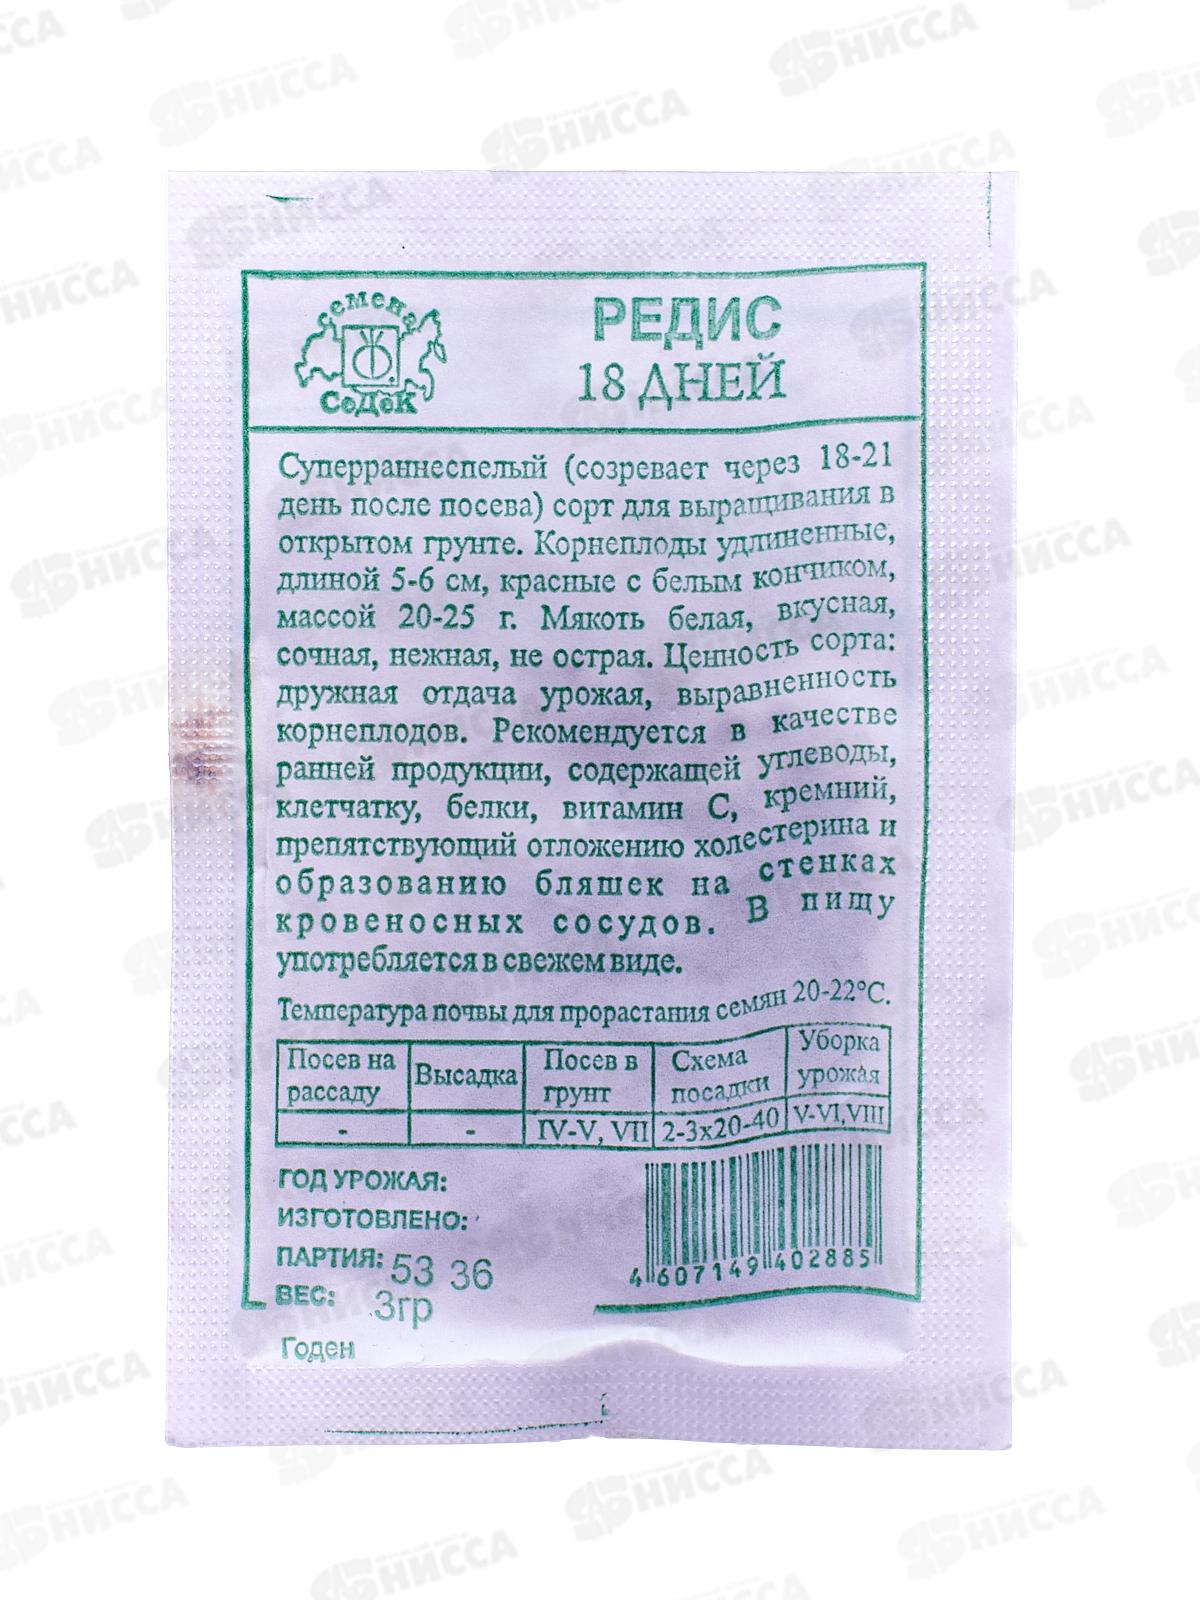 семена
СеДеК
РЕДИС
18 ДНЕЙ
Суперраннеспелый (созревает через 18-21
день после посева) сорт для выращивания в
открытом грунте. Корнеплоды удлиненные,
длиной 5-6 см, красные с белым кончиком,
массой 20-25 г. Мякоть белая, вкусная,
сочная, нежная, не острая. Ценность сорта:
дружная отдача урожая, выравненность
корнеплодов. Рекомендуется в качестве
ранней продукции, содержащей углеводы,
клетчатку, белки, витамин С, кремний,
препятствующий отложению холестерина и
образованию бляшек на стенках
кровеносных сосудов. В пищу
употребляется в свежем виде.
Температура почвы для прорастания семян 20-22°С.
Посев на рассаду
Высадка
Посев в грунт
Схема посадки
Уборка урожая
-
-
IV-V, VII
2-3х20-40
V-VI,VIII
ГОД УРОЖАЯ:
ИЗГОТОВЛЕНО:
ПАРТИЯ: 53 36
ВЕС: 3гр
Годен
4 607149 402885